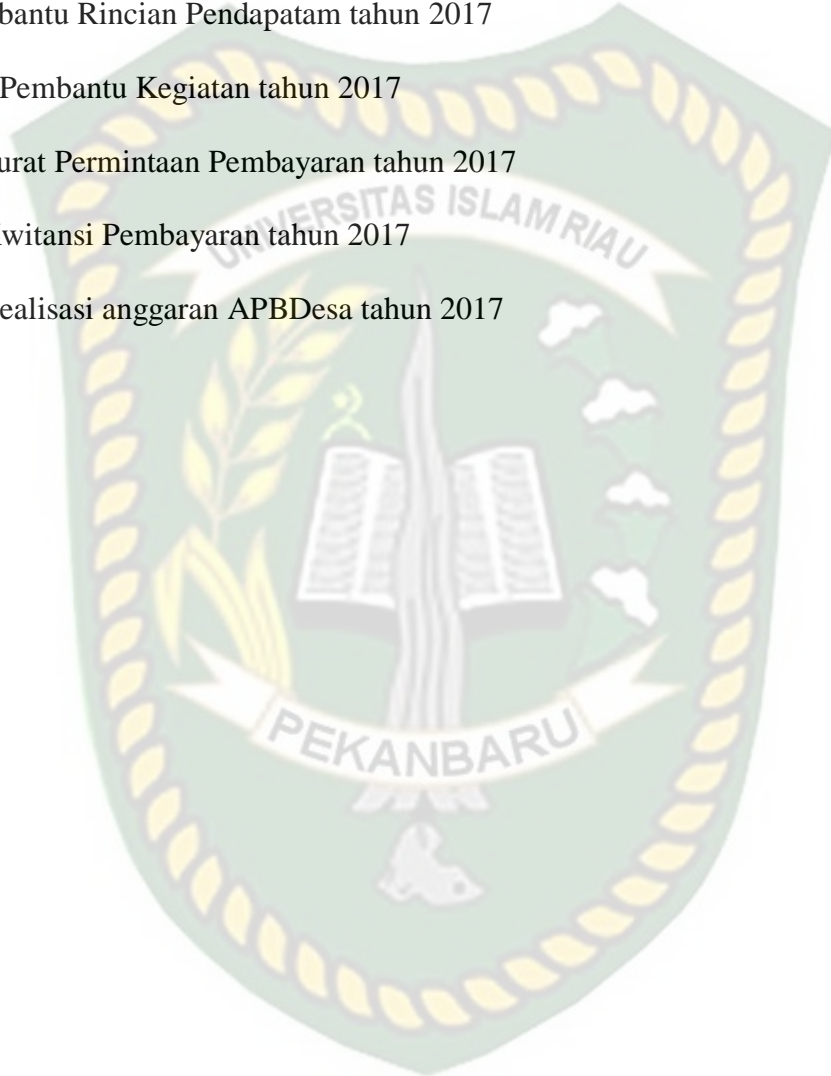 bantu Rincian Pendapatam tahun 2017
Pembantu Kegiatan tahun 2017
urat Permintaan Pembayaran tahun 2017
witansi Pembayaran tahun 2017
ealisasi anggaran APBDesa tahun 2017
UNIVERSITAS ISLAM RIAU
PEKANBARU